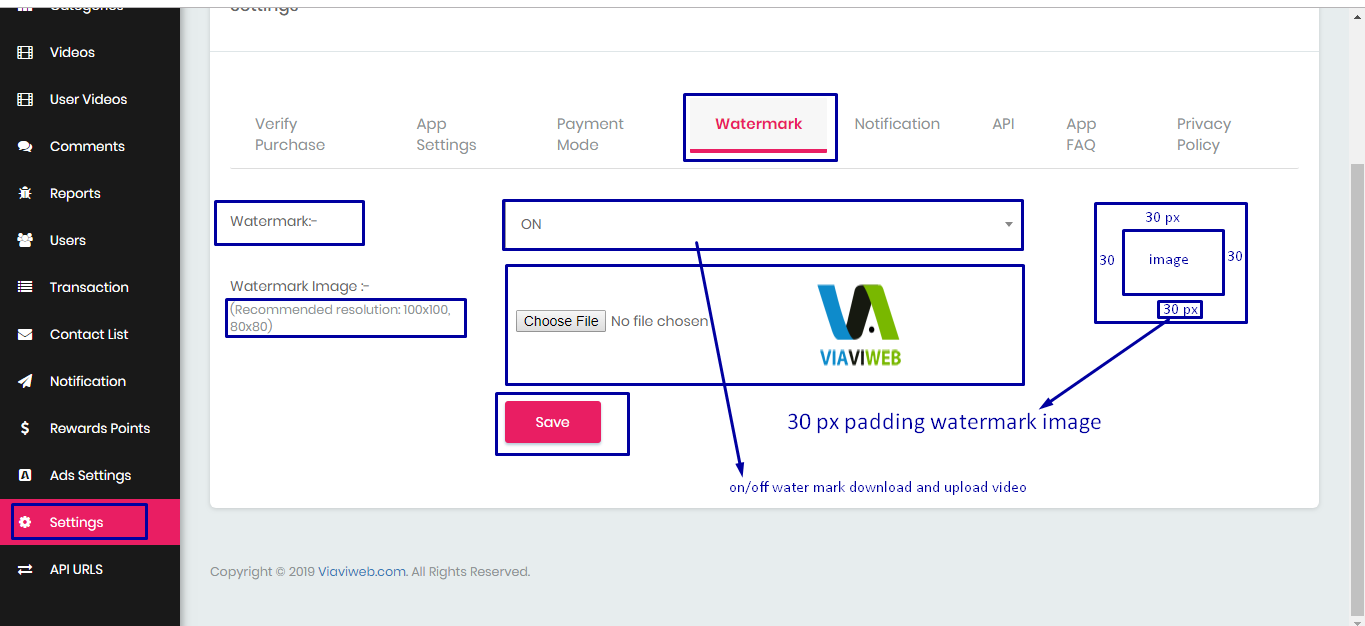 Categories
Videos
User Videos
Comments
Reports
Users
Transaction
Contact List
Notification
Rewards Points
Ads Settings
Settings
API URLS
Settings
Verify
Purchase
App
Settings
Payment
Mode
Watermark
Notification
API
App
FAQ
Privacy
Policy
Watermark:-
ON
Watermark Image :-
(Recommended resolution: 100x100,
80x80)
Choose File No file chosen
VIAVIWEB
30 px
30
image
30
30 px
Save
30 px padding watermark image
on/off water mark download and upload video
Copyright © 2019 Viaviweb.com. All Rights Reserved.